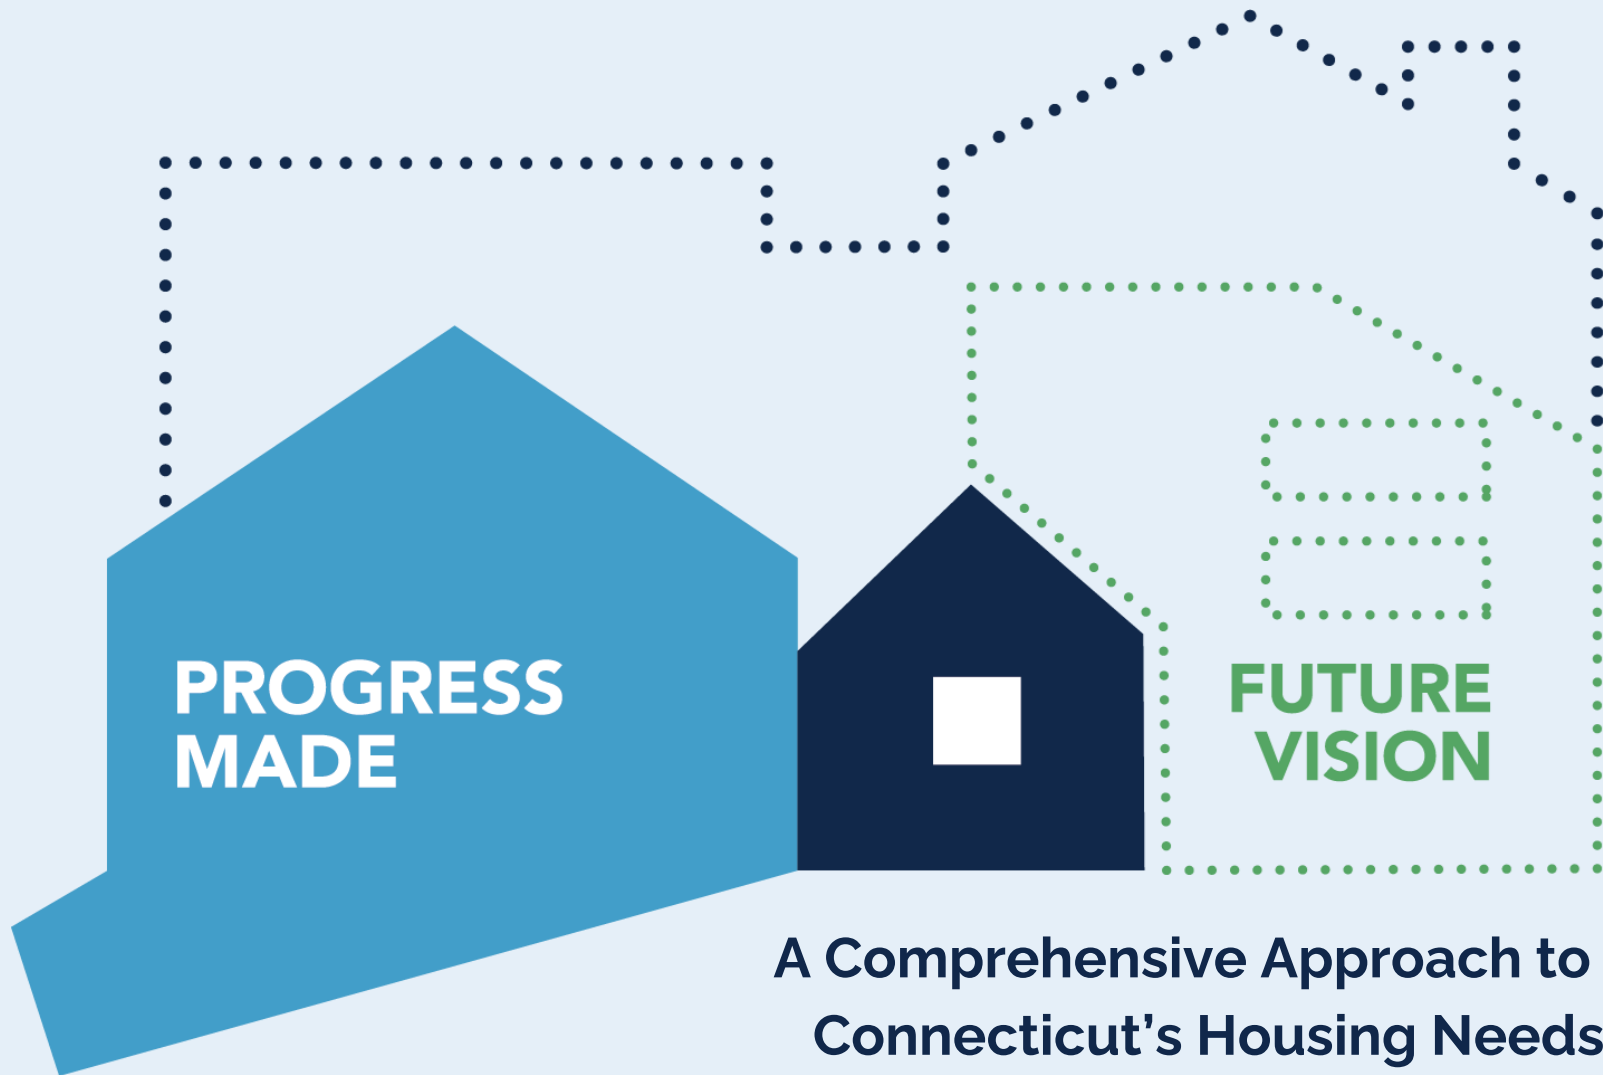 PROGRESS
MADE
FUTURE
VISION
A Comprehensive Approach to
Connecticut’s Housing Needs